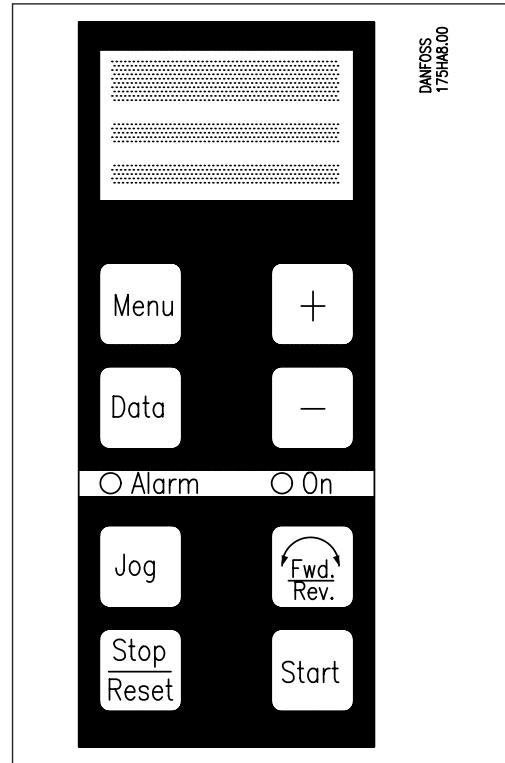 DANFOSS
175HA8.00
Menu
+
Data
−
Alarm
On
Jog
Fwd.
Rev.
Stop
Reset
Start